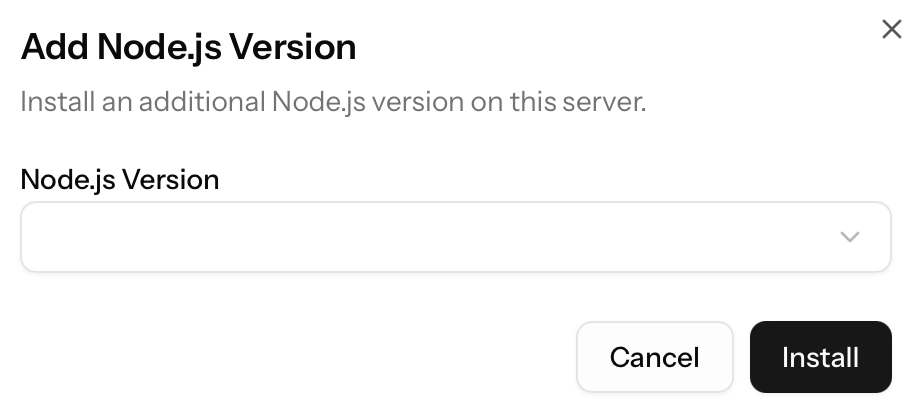 Add Node.js Version
Install an additional Node.js version on this server.
Node.js Version
Cancel
Install